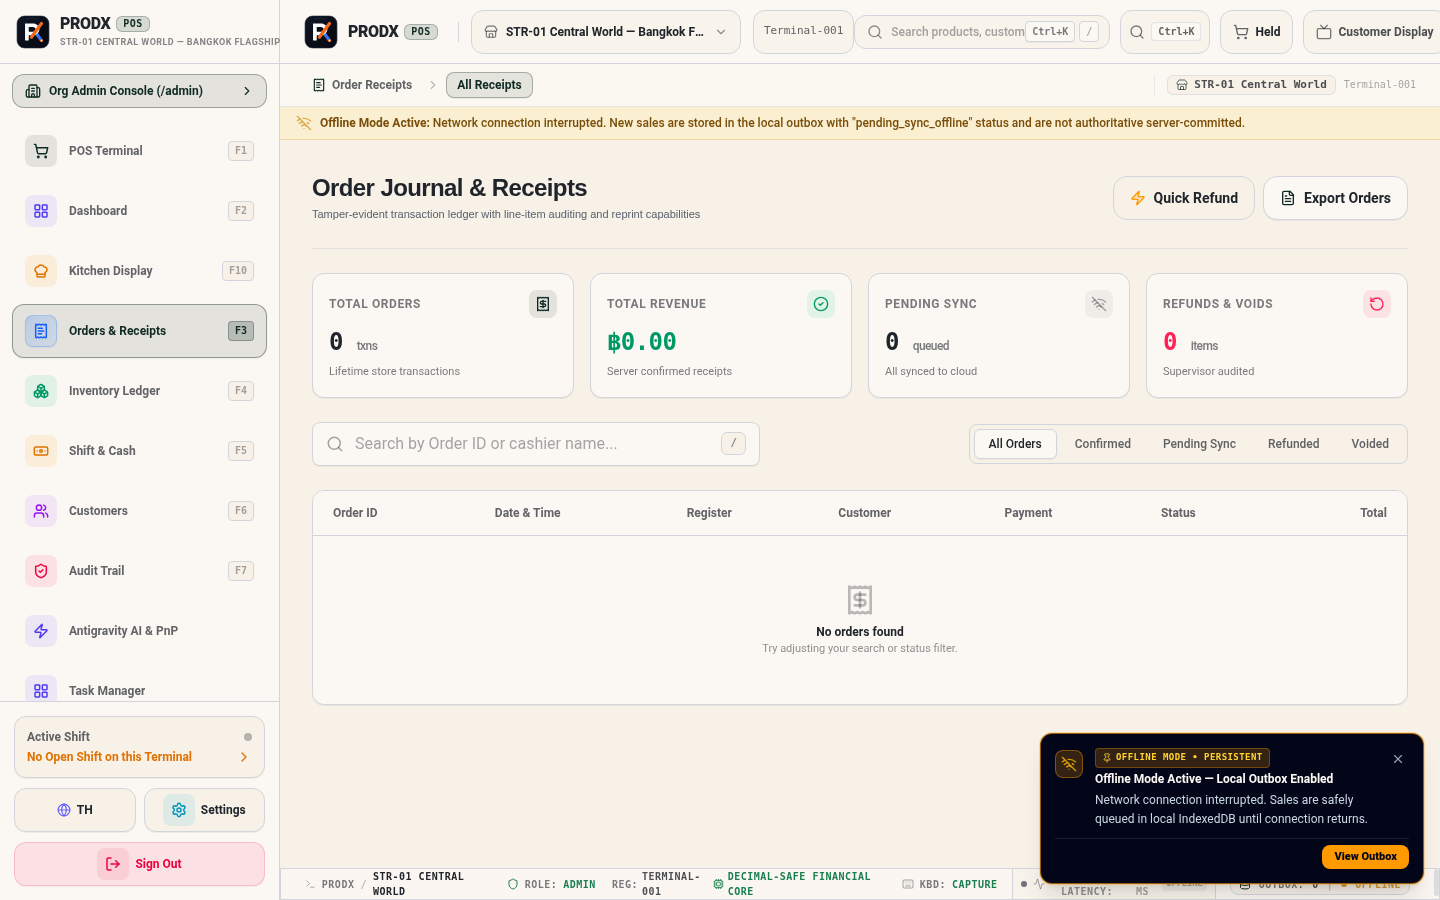 PRODX POS
STR-01 CENTRAL WORLD — BANGKOK FLAGSHIP
Org Admin Console (/admin)
POS Terminal F1
Dashboard F2
Kitchen Display F10
Orders & Receipts F3
Inventory Ledger F4
Shift & Cash F5
Customers F6
Audit Trail F7
Antigravity AI & PnP
Task Manager
Active Shift
No Open Shift on this Terminal
TH
Settings
Sign Out
PRODX POS
STR-01 Central World — Bangkok F...
Terminal-001
Search products, custom Ctrl+K /
Ctrl+K
Held
Customer Display
Order Receipts
All Receipts
STR-01 Central World
Terminal-001
Offline Mode Active: Network connection interrupted. New sales are stored in the local outbox with "pending_sync_offline" status and are not authoritative server-committed.
Order Journal & Receipts
Tamper-evident transaction ledger with line-item auditing and reprint capabilities
Quick Refund
Export Orders
TOTAL ORDERS
0 txns
Lifetime store transactions
TOTAL REVENUE
฿0.00
Server confirmed receipts
PENDING SYNC
0 queued
All synced to cloud
REFUNDS & VOIDS
0 items
Supervisor audited
Search by Order ID or cashier name... /
All Orders Confirmed Pending Sync Refunded Voided
Order ID Date & Time Register Customer Payment Status Total
No orders found
Try adjusting your search or status filter.
OFFLINE MODE • PERSISTENT
Offline Mode Active — Local Outbox Enabled
Network connection interrupted. Sales are safely
queued in local IndexedDB until connection returns.
View Outbox
PRODX / STR-01 CENTRAL WORLD
ROLE: ADMIN
REG: TERMINAL-001
DECIMAL-SAFE FINANCIAL CORE
KBD: CAPTURE
LATENCY: MS
OFFLINE
OUTBOX: 0
OFFLINE